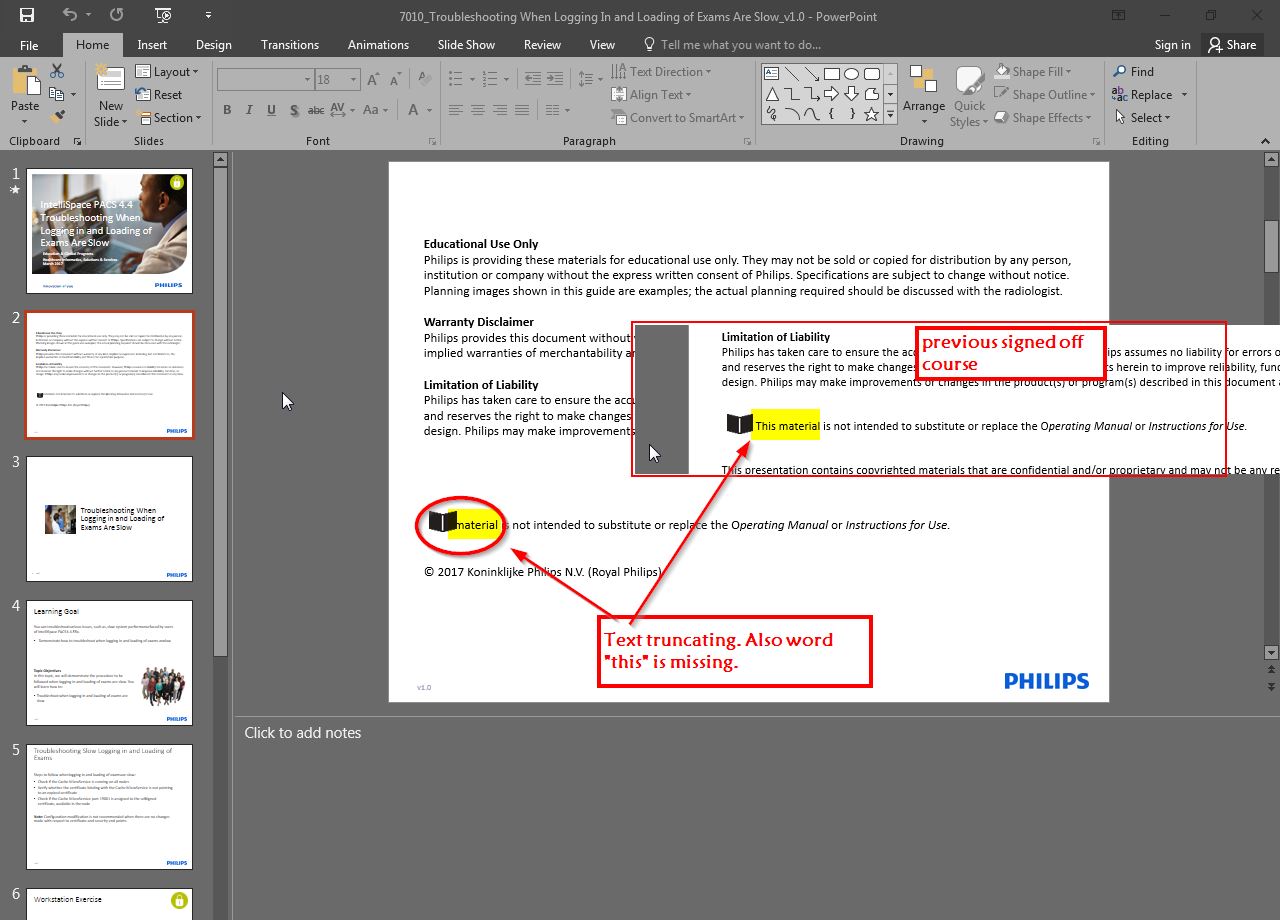 7010_Troubleshooting When Logging In and Loading of Exams Are Slow_v1.0 - PowerPoint
File Home Insert Design Transitions Animations Slide Show Review View Tell me what you want to do... Sign in Share
Paste
Clipboard
New
Slide
Layout
Reset
Section
Slides
18
B I U S abc AV Aa A
Font
Text Direction
Align Text
Convert to SmartArt
Paragraph
Arrange
Quick
Styles
Shape Fill
Shape Outline
Shape Effects
Drawing
Find
Replace
Select
Editing
1
IntelliSpace PACS 4.4
Troubleshooting When
Logging in and Loading of
Exams Are Slow
March 2017
PHILIPS
2
PHILIPS
3
Troubleshooting When
Logging in and Loading of
Exams Are Slow
PHILIPS
4
Learning Goal
Topic Objectives
PHILIPS
5
Troubleshooting Slow Logging in and Loading of
Exams
PHILIPS
6
Workstation Exercise
Educational Use Only
Philips is providing these materials for educational use only. They may not be sold or copied for distribution by any person,
institution or company without the express written consent of Philips. Specifications are subject to change without notice.
Planning images shown in this guide are examples; the actual planning required should be discussed with the radiologist.
Warranty Disclaimer
Philips provides this document without
implied warranties of merchantability a
Limitation of Liability
Philips has taken care to ensure the acc
and reserves the right to make changes
design. Philips may make improvements
material is not intended to substitute or replace the Operating Manual or Instructions for Use.
© 2017 Koninklijke Philips N.V. (Royal Philips)
v1.0
PHILIPS
Limitation of Liability
Philips has taken care to ensure the acc ips assumes no liability for errors o
and reserves the right to make changes s herein to improve reliability, func
design. Philips may make improvements or changes in the product(s) or program(s) described in this document a
This material is not intended to substitute or replace the Operating Manual or Instructions for Use.
This presentation contains copyrighted materials that are confidential and/or proprietary and may not be any re
previous signed off
course
Text truncating. Also word
"this" is missing.
Click to add notes